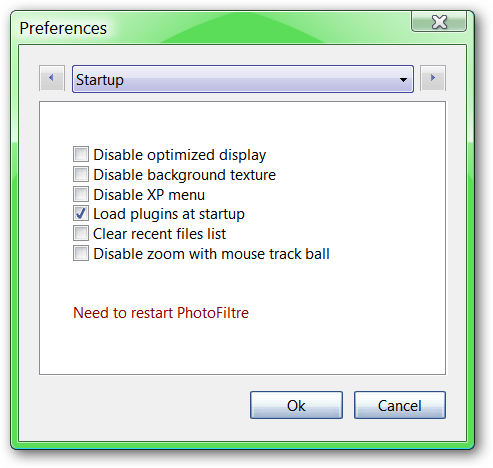 Preferences
Startup
Disable optimized display
Disable background texture
Disable XP menu
Load plugins at startup
Clear recent files list
Disable zoom with mouse track ball
Need to restart PhotoFiltre
Ok
Cancel